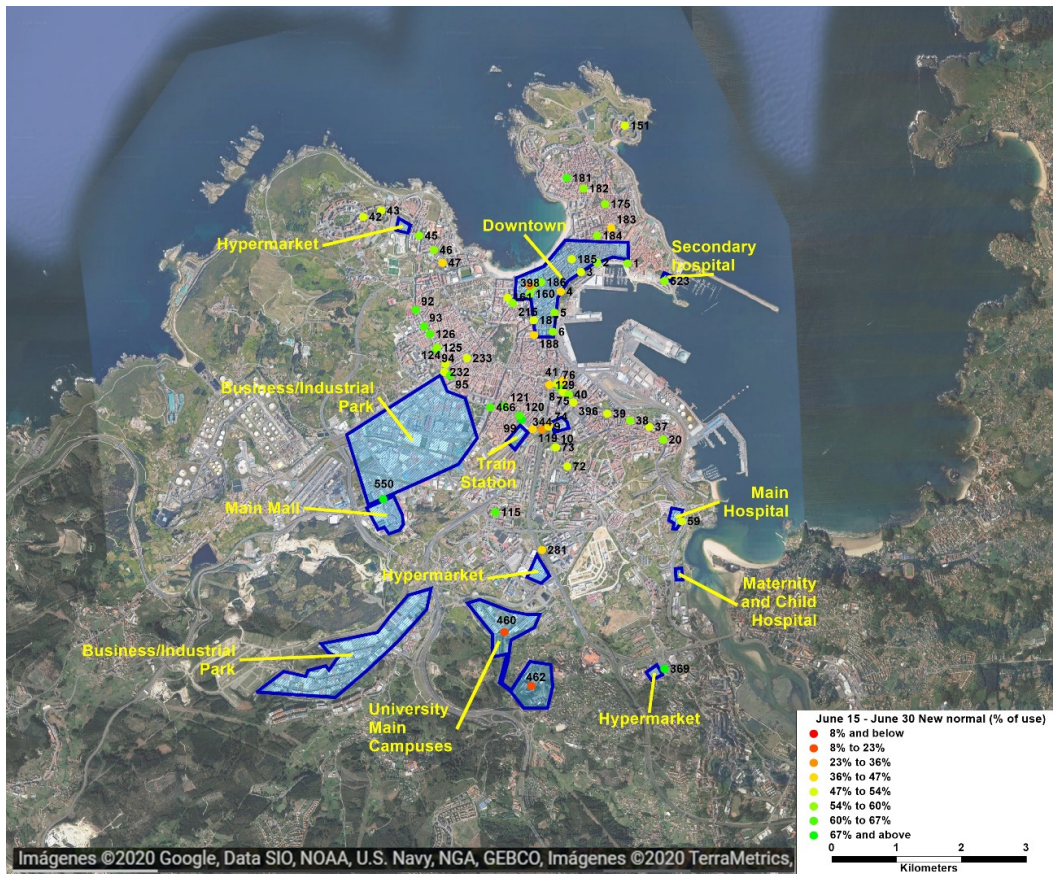 151
181
182
175
183
42
43
Downtown
184
45
Hypermarket
46
Secondary
hospital
47
185
2
1
3
523
398
186
160
4
61
92
215
5
93
187
6
126
188
125
124
94
233
232
41
76
Business/Industrial
Park
95
129
8
40
75
121
466
120
396
39
74
38
99
344
9
37
119
10
20
73
Train
Station
72
550
Main Mall
115
Main
Hospital
59
281
Hypermarket
Maternity
and Child
Hospital
460
Business/Industrial
Park
369
462
University
Main
Campuses
Hypermarket
June 15 - June 30 New normal (% of use)
8% and below
8% to 23%
23% to 36%
36% to 47%
47% to 54%
54% to 60%
60% to 67%
67% and above
0 1 2 3
Kilometers
Imágenes ©2020 Google, Data SIO, NOAA, U.S. Navy, NGA, GEBCO, Imágenes ©2020 TerraMetrics,